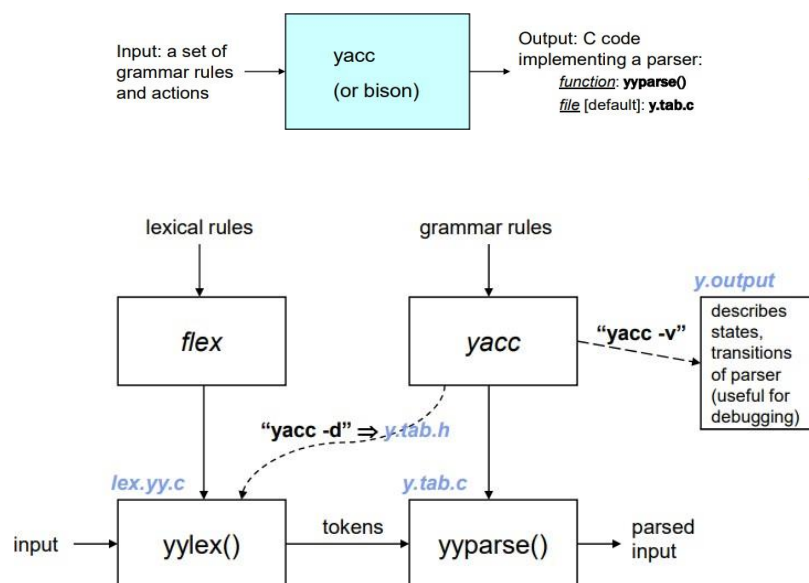 Input: a set of
grammar rules
and actions
yacc
(or bison)
Output: C code
implementing a parser:
function: yyparse()
file [default]: y.tab.c
lexical rules
grammar rules
y.output
flex
yacc
“yacc -v”
describes
states,
transitions
of parser
(useful for
debugging)
“yacc -d” ⇒ y.tab.h
lex.yy.c
y.tab.c
input
yylex()
tokens
yyparse()
parsed
input